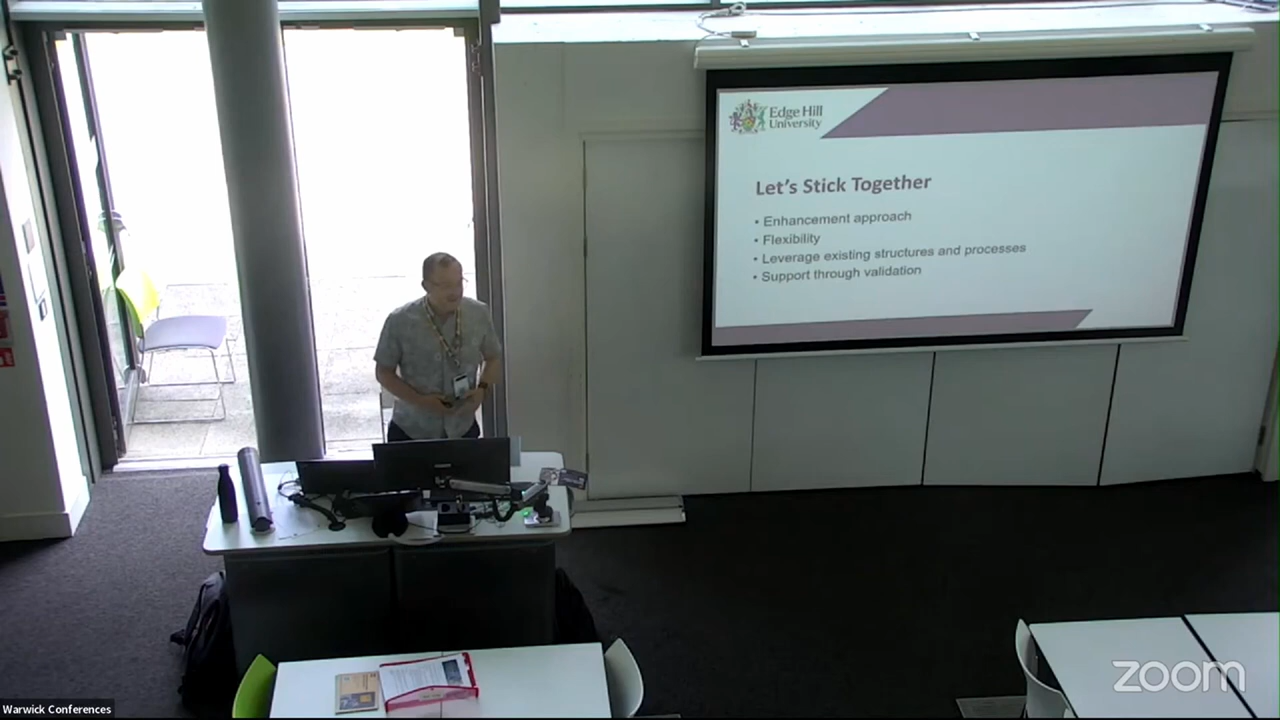 Edge Hill
University
Let's Stick Together
• Enhancement approach
• Flexibility
• Leverage existing structures and processes
• Support through validation
zoom
Warwick Conferences